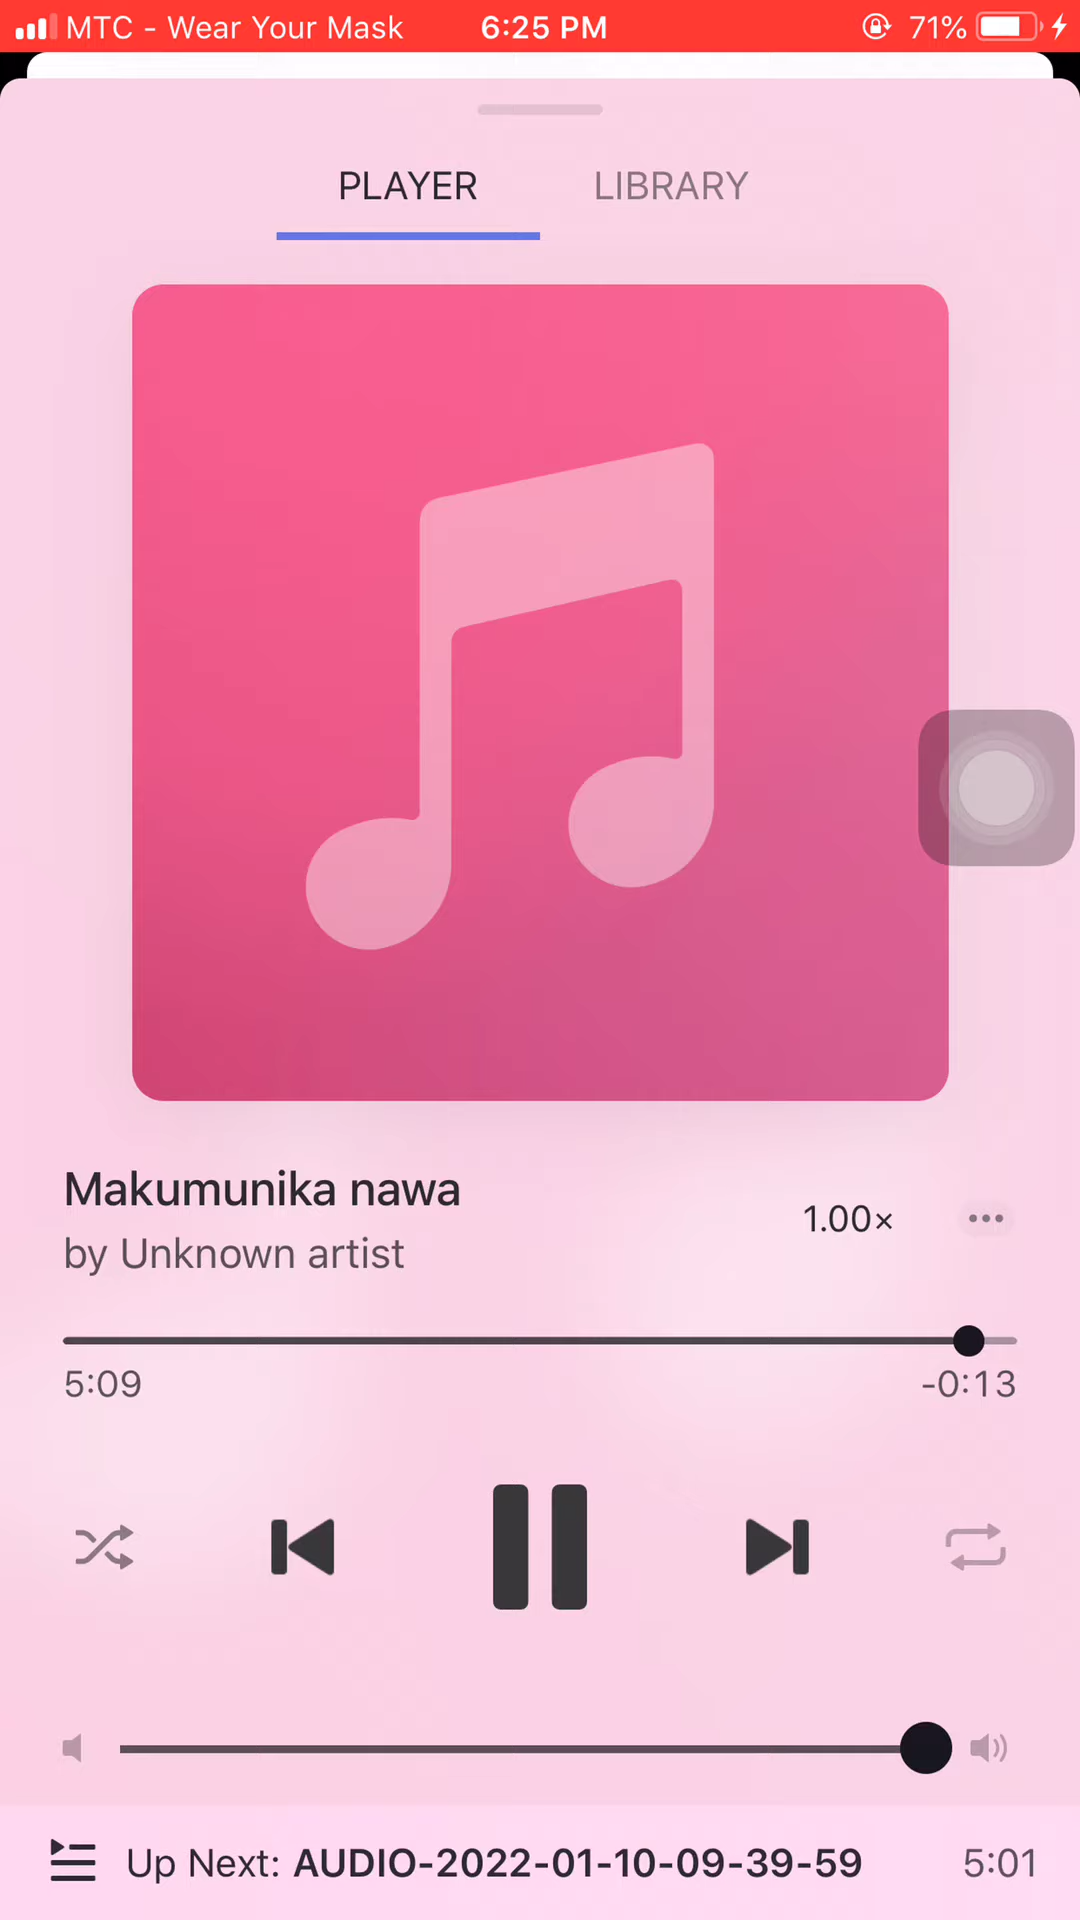 MTC - Wear Your Mask 6:25 PM 71%
PLAYER LIBRARY
Makumunika nawa
by Unknown artist
1.00×
5:09 -0:13
Up Next: AUDIO-2022-01-10-09-39-59 5:01